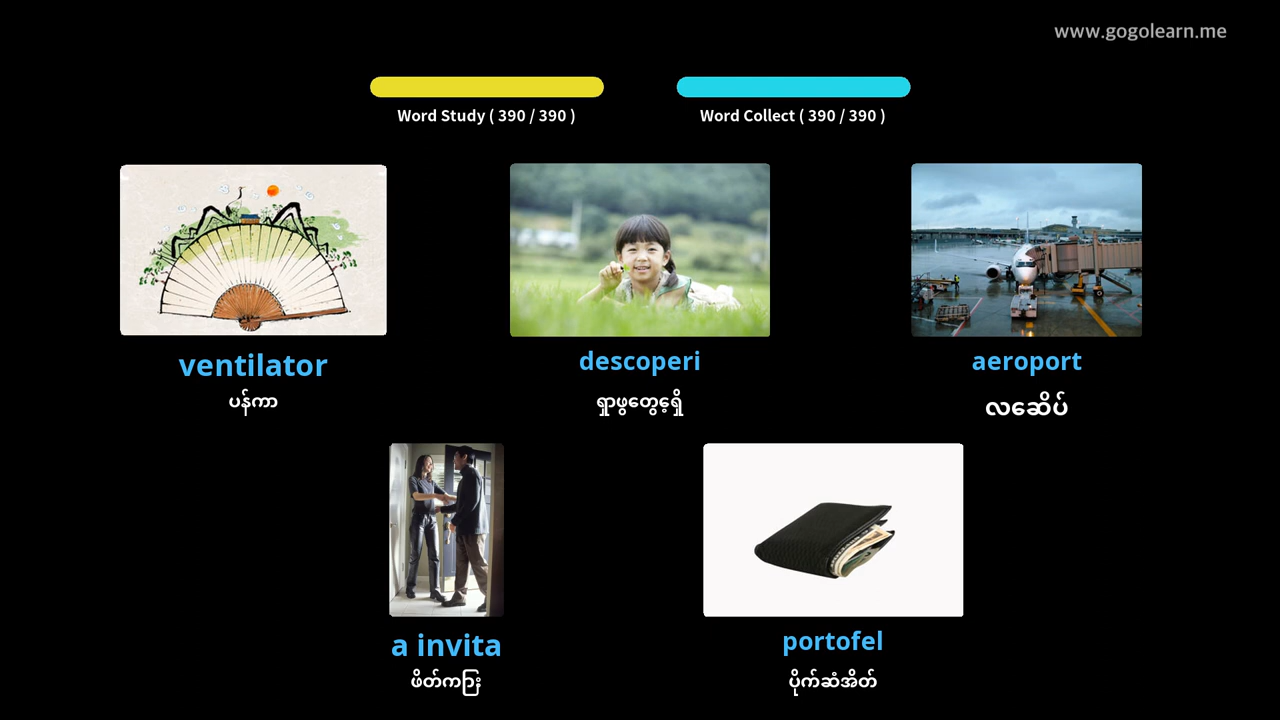 www.gogolearn.me
Word Study ( 390 / 390 )
Word Collect ( 390 / 390 )
ventilator
ပန်ကာ
descoperi
ရှာဖွေတွေ့ရှိ
aeroport
လေဆိပ်
a invita
ဖိတ်ကြား
portofel
ပိုက်ဆံအိတ်